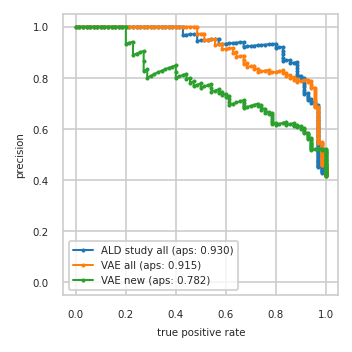 1.0
0.8
0.6
0.4
0.2
0.0
precision
ALD study all (aps: 0.930)
VAE all (aps: 0.915)
VAE new (aps: 0.782)
0.0 0.2 0.4 0.6 0.8 1.0
true positive rate